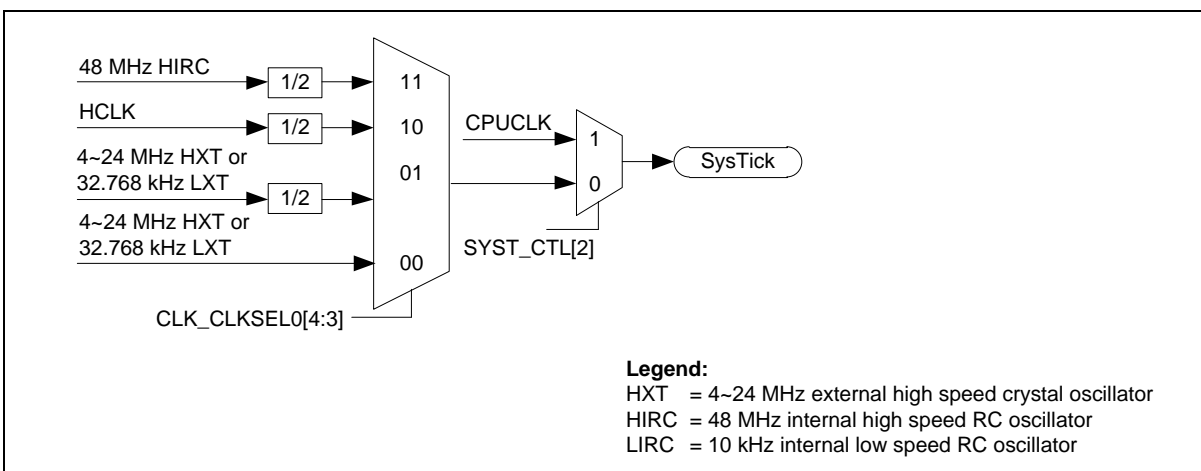 48 MHz HIRC
1/2
11
HCLK
1/2
10
CPUCLK
1
4~24 MHz HXT or
32.768 kHz LXT
1/2
01
0
SysTick
4~24 MHz HXT or
32.768 kHz LXT
00
SYST_CTL[2]
CLK_CLKSEL0[4:3]
Legend:
HXT = 4~24 MHz external high speed crystal oscillator
HIRC = 48 MHz internal high speed RC oscillator
LIRC = 10 kHz internal low speed RC oscillator